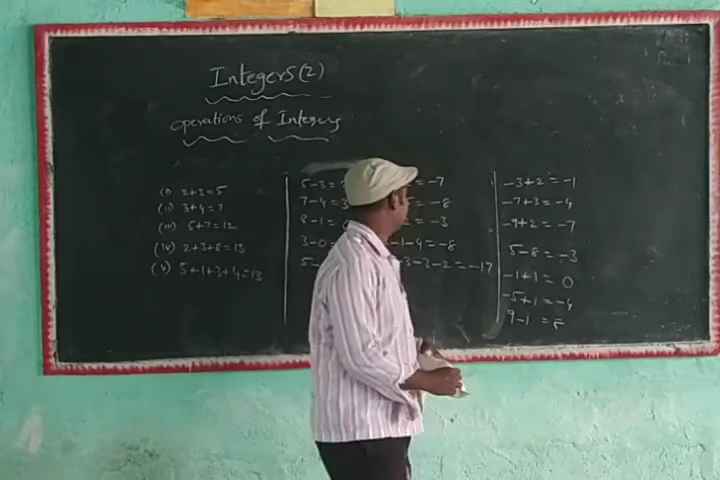 Integers (2)
operations of Integers
(i) 2+3=5
(ii) 3+4=7
(iii) 5+7=12
(iv) 2+3+8=13
(v) 5+1+3+4=13
5-3=
7-4=3
8-1=
3-0=
5-
=-7
=-8
=-3
-1-4=-8
-3-3-2=-17
-3+2=-1
-7+3=-4
-9+2=-7
5-8=-3
-1+1=0
-5+1=-4
9-1=8